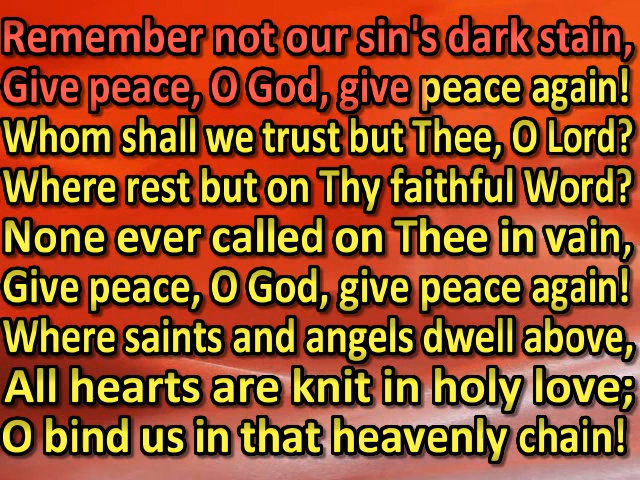 Remember not our sin's dark stain,
Give peace, O God, give peace again!
Whom shall we trust but Thee, O Lord?
Where rest but on Thy faithful Word?
None ever called on Thee in vain,
Give peace, O God, give peace again!
Where saints and angels dwell above,
All hearts are knit in holy love;
O bind us in that heavenly chain!